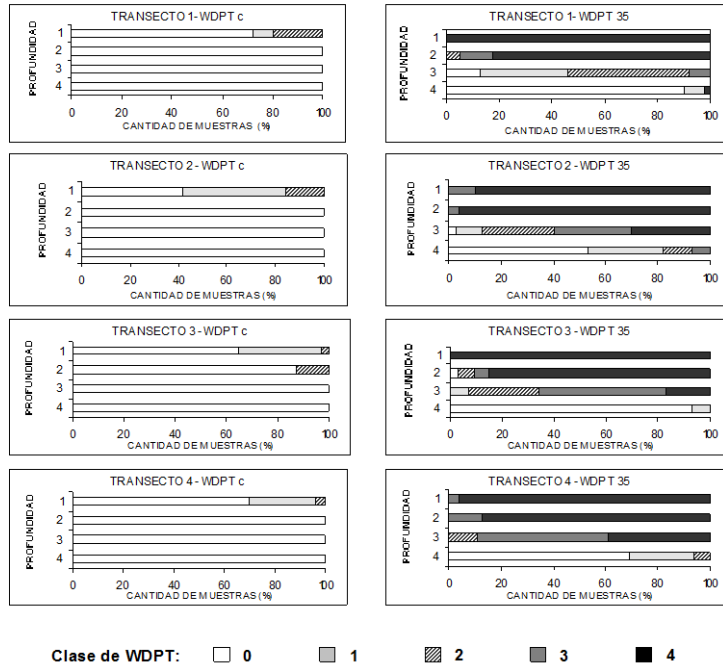 TRANSECTO 1- WDPT c
PROFUNDIDAD
1
2
3
4
0 20 40 60 80 100
CANTIDAD DE MUESTRAS (%)
TRANSECTO 1- WDPT 35
PROFUNDIDAD
1
2
3
4
0 20 40 60 80 100
CANTIDAD DE MUESTRAS (%)
TRANSECTO 2 - WDPT c
PROFUNDIDAD
1
2
3
4
0 20 40 60 80 100
CANTIDAD DE MUESTRAS (%)
TRANSECTO 2 - WDPT 35
PROFUNDIDAD
1
2
3
4
0 20 40 60 80 100
CANTIDAD DE MUESTRAS (%)
TRANSECTO 3 - WDPT c
PROFUNDIDAD
1
2
3
4
0 20 40 60 80 100
CANTIDAD DE MUESTRAS (%)
TRANSECTO 3 - WDPT 35
PROFUNDIDAD
1
2
3
4
0 20 40 60 80 100
CANTIDAD DE MUESTRAS (%)
TRANSECTO 4 - WDPT c
PROFUNDIDAD
1
2
3
4
0 20 40 60 80 100
CANTIDAD DE MUESTRAS (%)
TRANSECTO 4 - WDPT 35
PROFUNDIDAD
1
2
3
4
0 20 40 60 80 100
CANTIDAD DE MUESTRAS (%)
Clase de WDPT: 0 1 2 3 4